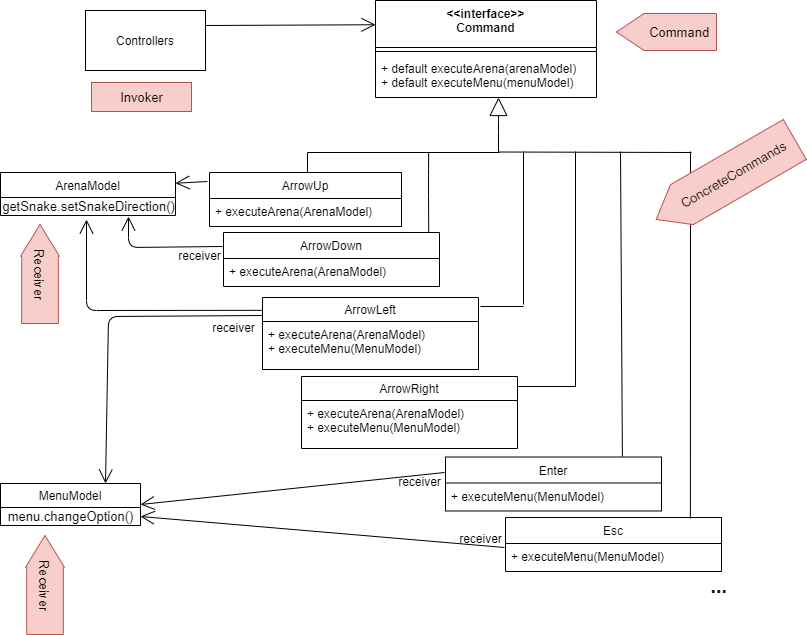 Controllers
<<interface>>
Command
+ default executeArena(arenaModel)
+ default executeMenu(menuModel)
Command
Invoker
ConcreteCommands
ArenaModel
getSnake.setSnakeDirection()
ArrowUp
+ executeArena(ArenaModel)
Receiver
receiver
ArrowDown
+ executeArena(ArenaModel)
receiver
ArrowLeft
+ executeArena(ArenaModel)
+ executeMenu(MenuModel)
ArrowRight
+ executeArena(ArenaModel)
+ executeMenu(MenuModel)
MenuModel
menu.changeOption()
receiver
Enter
+ executeMenu(MenuModel)
receiver
Esc
+ executeMenu(MenuModel)
Receiver
...